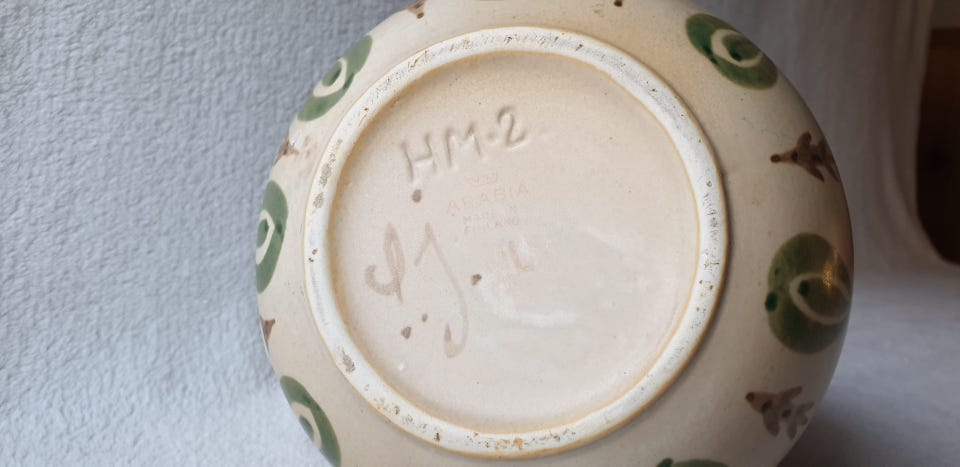 HM-2
ARABIA
MADE IN
FINLAND
L